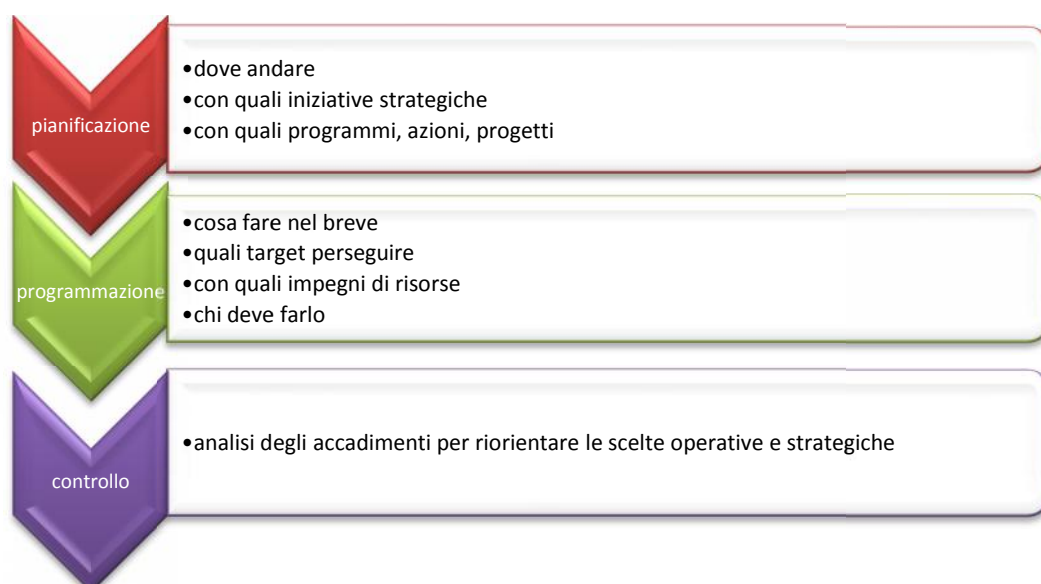 pianificazione
•dove andare
•con quali iniziative strategiche
•con quali programmi, azioni, progetti
programmazione
•cosa fare nel breve
•quali target perseguire
•con quali impegni di risorse
•chi deve farlo
controllo
•analisi degli accadimenti per riorientare le scelte operative e strategiche